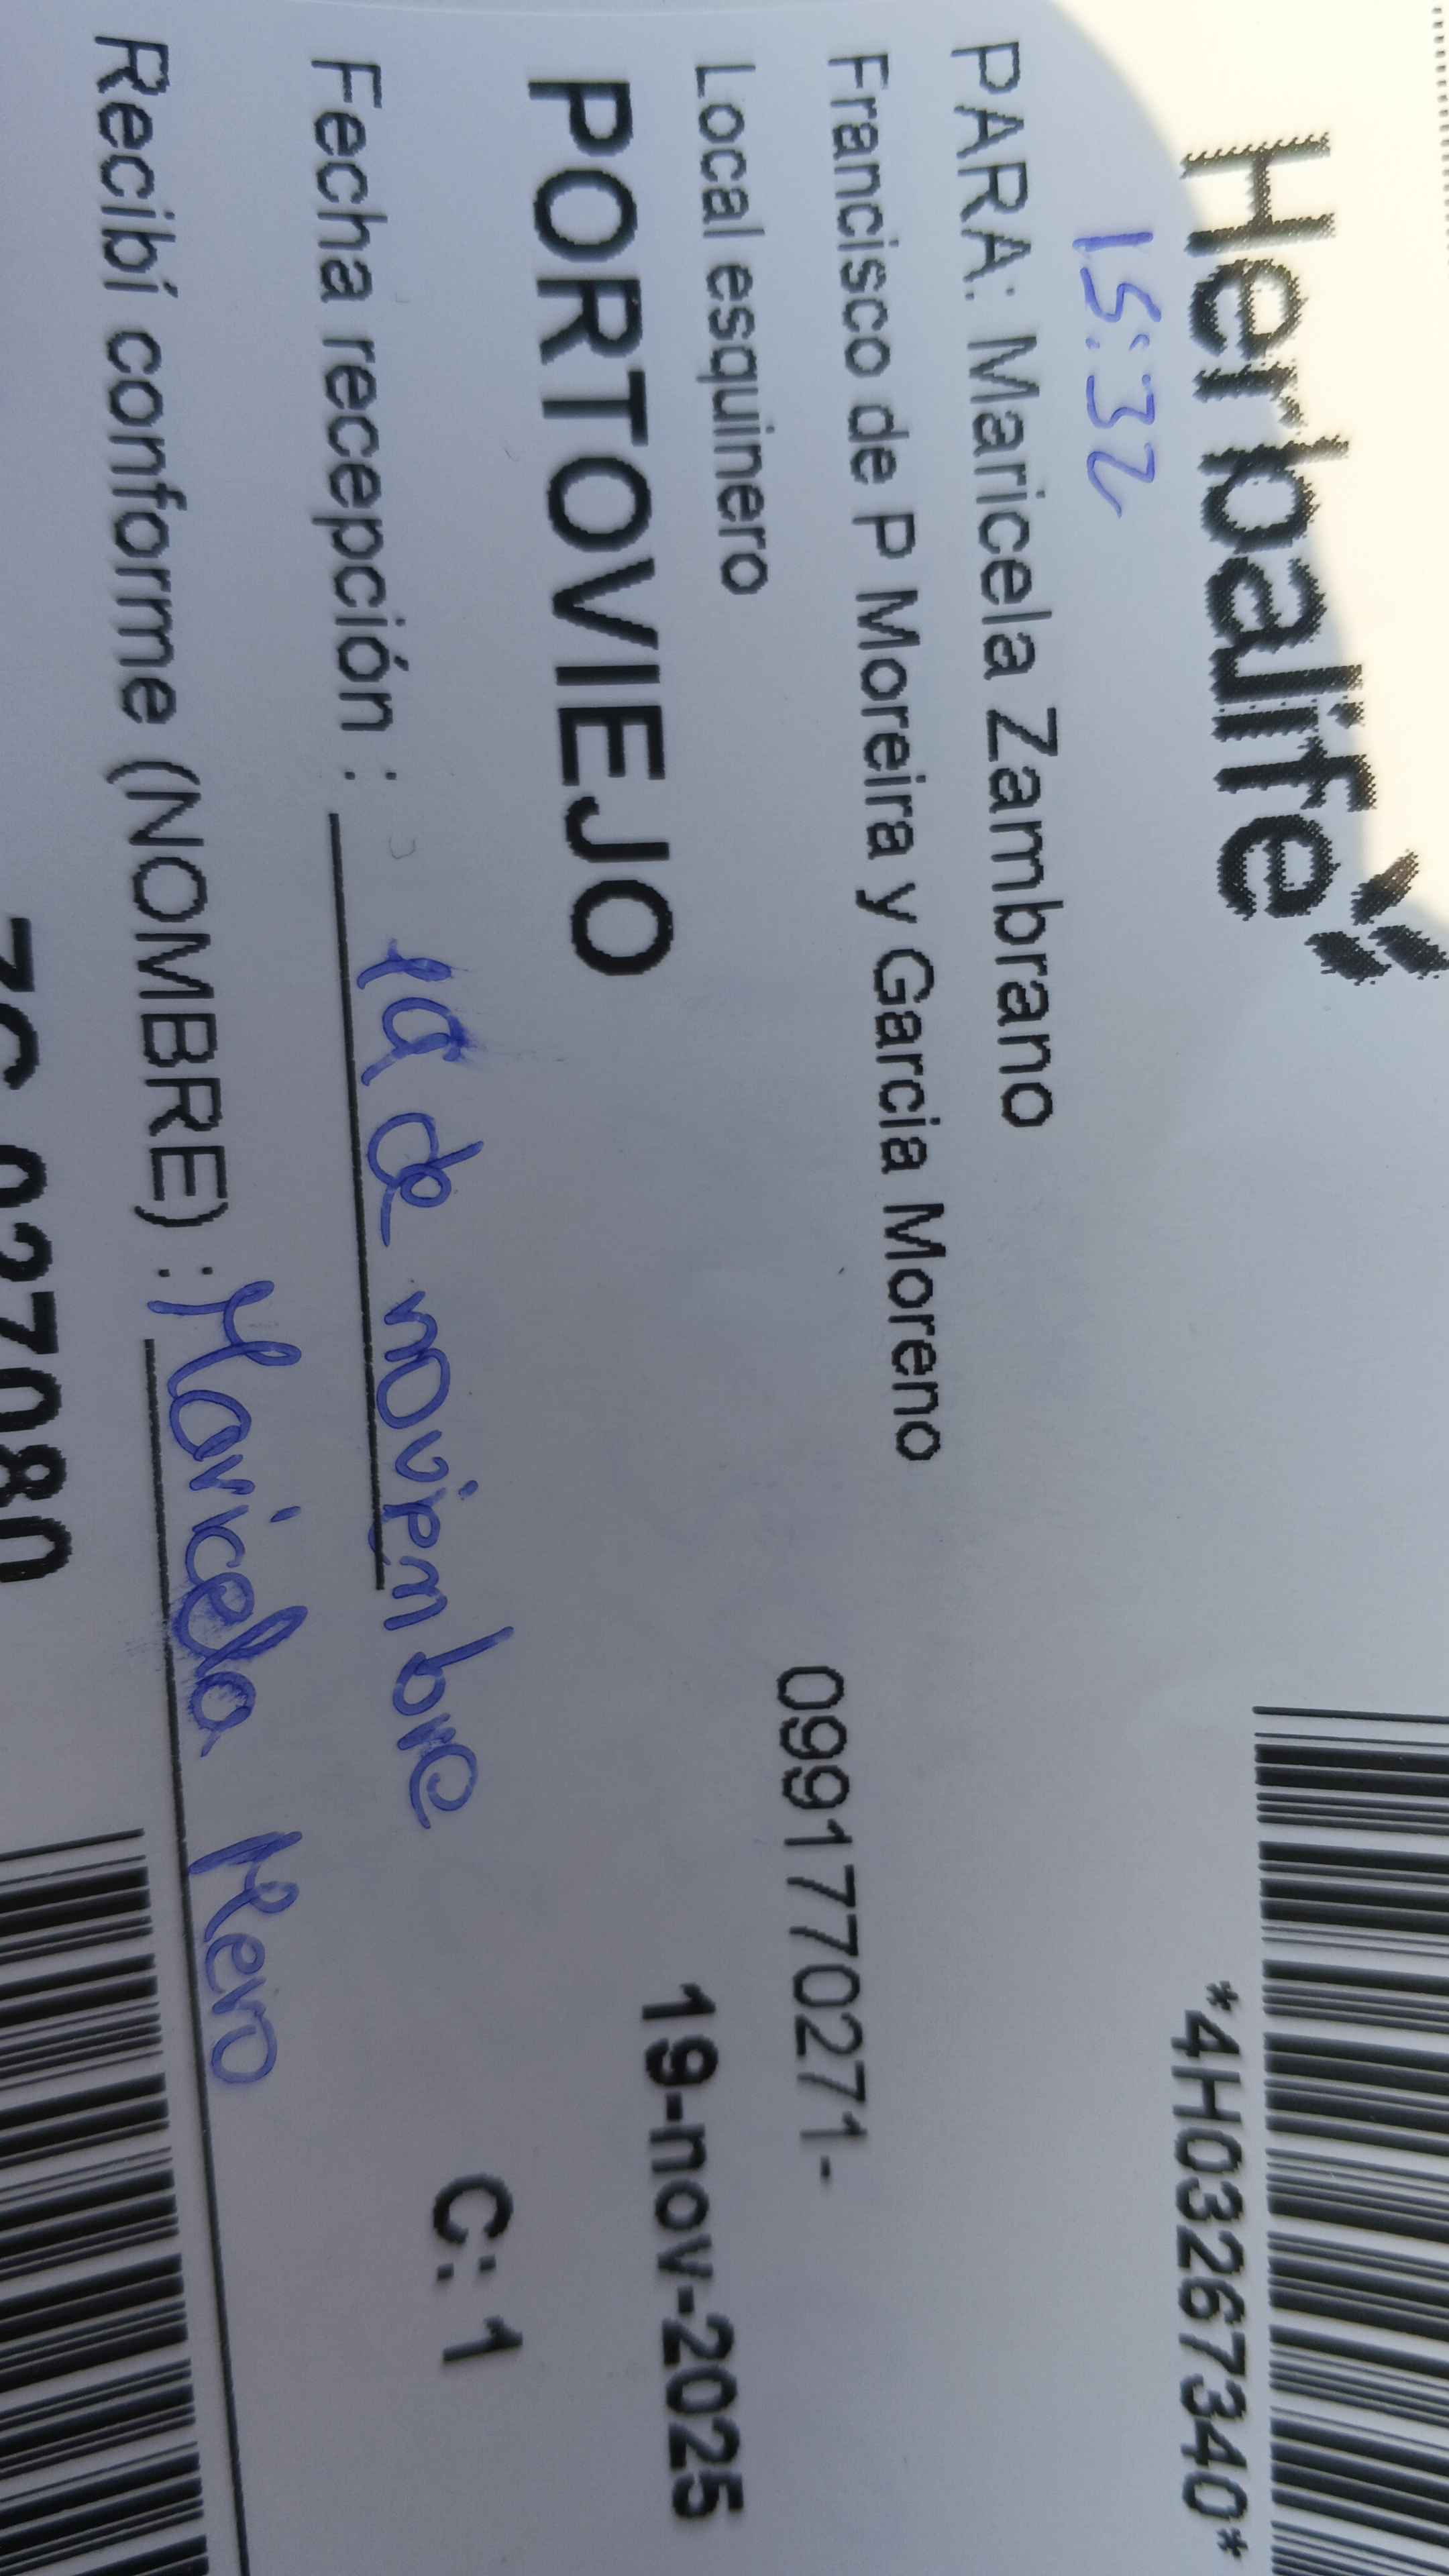 Herbalife
*4H03267340*
15:32
PARA: Maricela Zambrano
Francisco de P Moreira y Garcia Moreno
Local esquinero
0991770271-
PORTOVIEJO
19-nov-2025
Fecha recepción : 19 de noviembre
C: 1
Recibí conforme (NOMBRE) : Maricela Mero